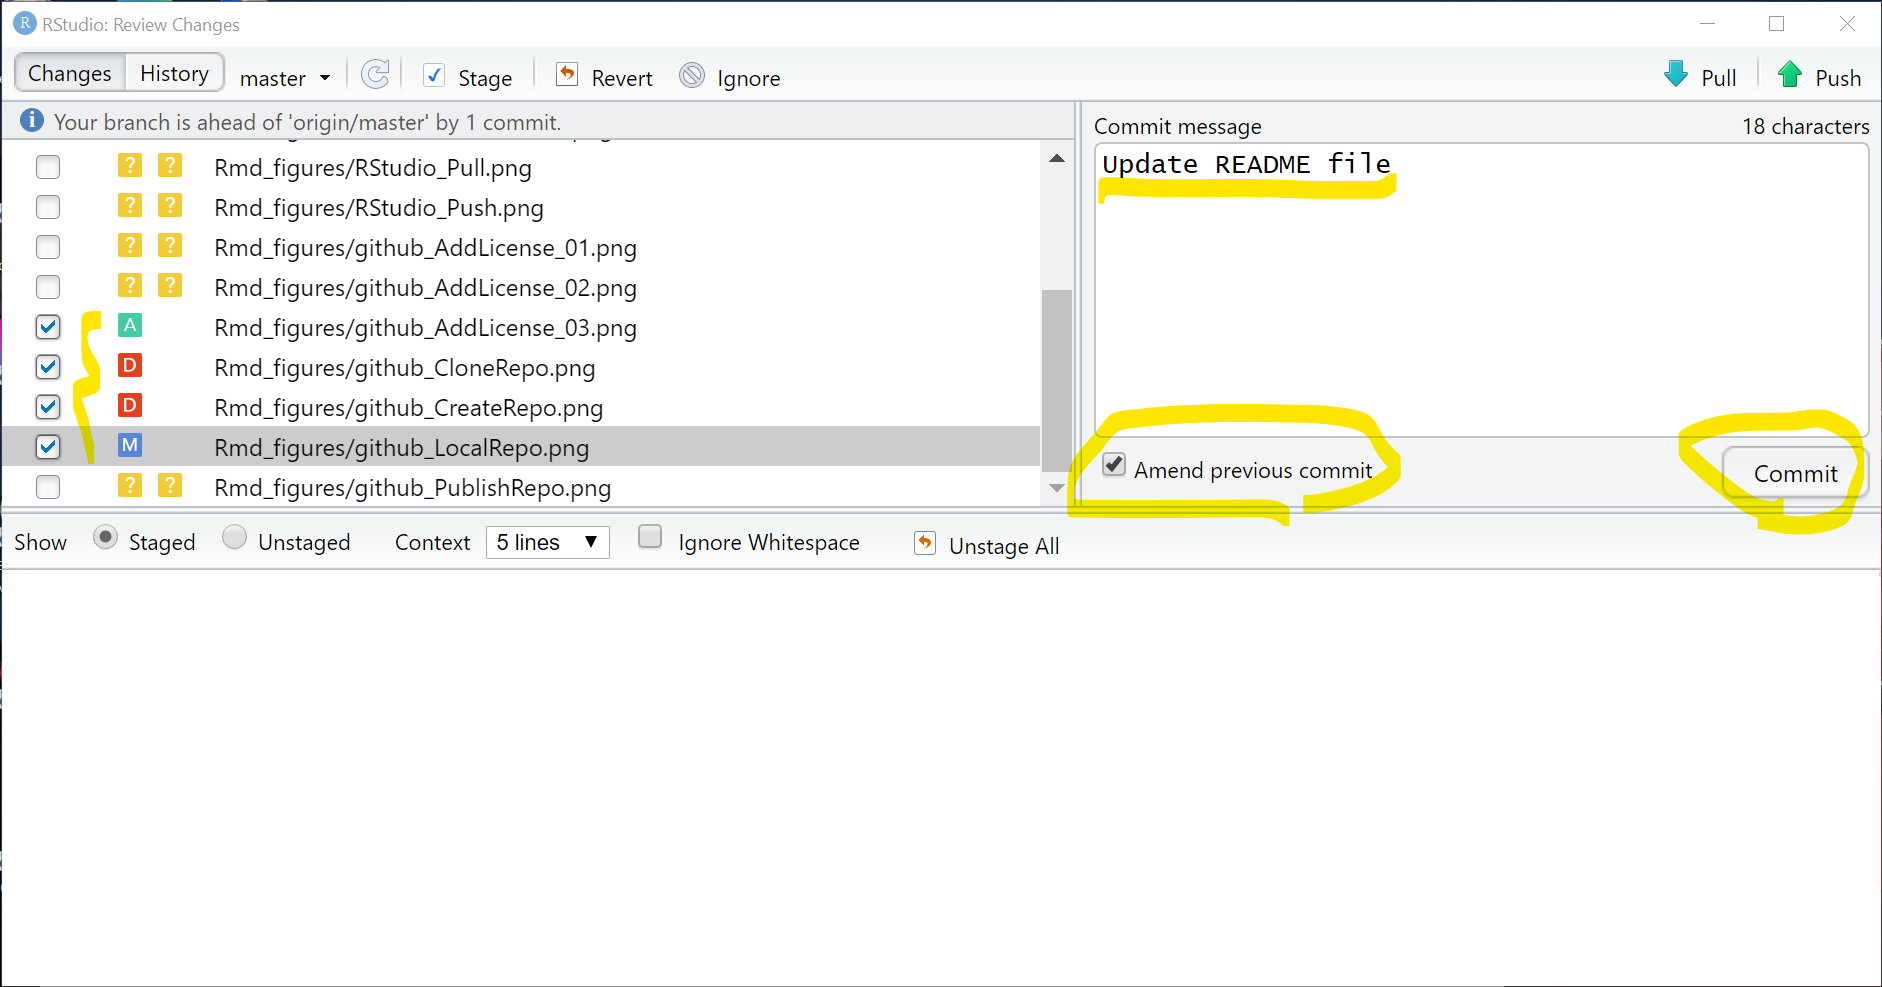 RStudio: Review Changes
Changes History master Stage Revert Ignore Pull Push
Your branch is ahead of 'origin/master' by 1 commit.
? ? Rmd_figures/RStudio_Pull.png
? ? Rmd_figures/RStudio_Push.png
? ? Rmd_figures/github_AddLicense_01.png
? ? Rmd_figures/github_AddLicense_02.png
A Rmd_figures/github_AddLicense_03.png
D Rmd_figures/github_CloneRepo.png
D Rmd_figures/github_CreateRepo.png
M Rmd_figures/github_LocalRepo.png
? ? Rmd_figures/github_PublishRepo.png
Commit message 18 characters
Update README file
Amend previous commit Commit
Show Staged Unstaged Context 5 lines Ignore Whitespace Unstage All